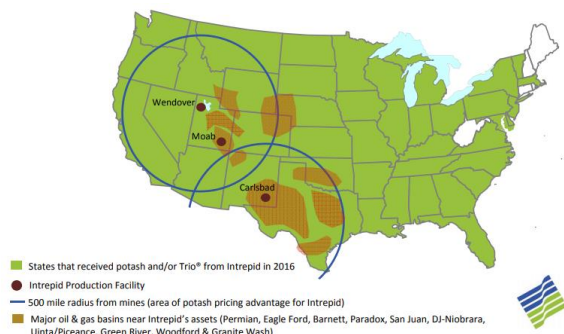 Wendover
Moab
Carlsbad
States that received potash and/or Trio® from Intrepid in 2016
Intrepid Production Facility
500 mile radius from mines (area of potash pricing advantage for Intrepid)
Major oil & gas basins near Intrepid's assets (Permian, Eagle Ford, Barnett, Paradox, San Juan, DJ-Niobrara,
Uinta/Piceance, Green River, Woodford & Granite Wash)